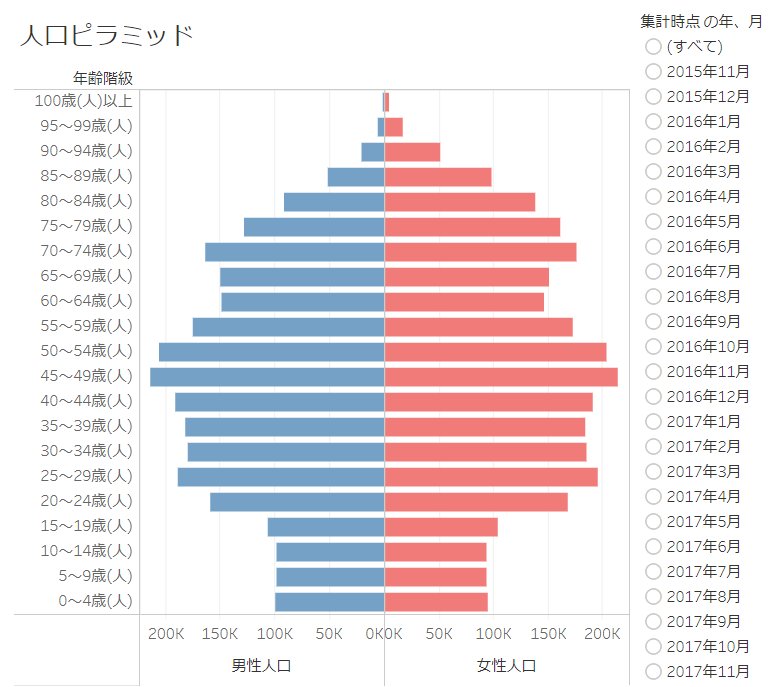 人口ピラミッド
年齢階級
100歳(人)以上
95～99歳(人)
90～94歳(人)
85～89歳(人)
80～84歳(人)
75～79歳(人)
70～74歳(人)
65～69歳(人)
60～64歳(人)
55～59歳(人)
50～54歳(人)
45～49歳(人)
40～44歳(人)
35～39歳(人)
30～34歳(人)
25～29歳(人)
20～24歳(人)
15～19歳(人)
10～14歳(人)
5～9歳(人)
0～4歳(人)
200K 150K 100K 50K 0K 0K 50K 100K 150K 200K
男性人口 女性人口
集計時点 の年、月
(すべて)
2015年11月
2015年12月
2016年1月
2016年2月
2016年3月
2016年4月
2016年5月
2016年6月
2016年7月
2016年8月
2016年9月
2016年10月
2016年11月
2016年12月
2017年1月
2017年2月
2017年3月
2017年4月
2017年5月
2017年6月
2017年7月
2017年8月
2017年9月
2017年10月
2017年11月